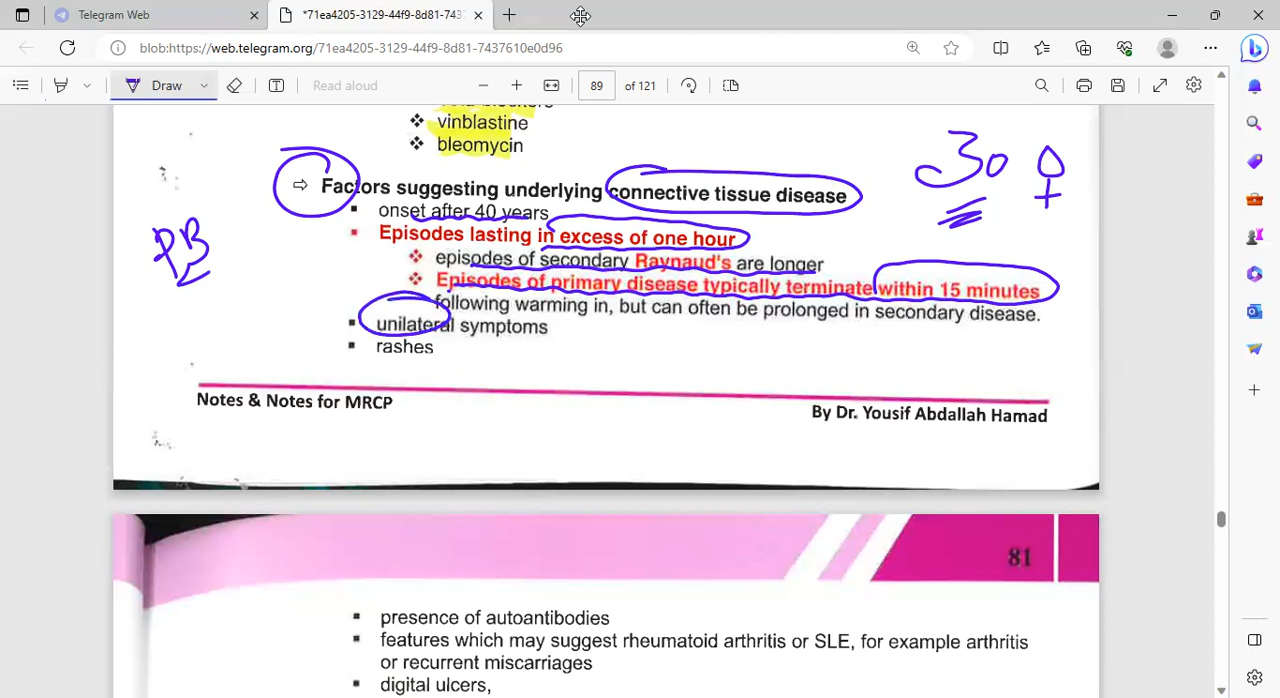 Telegram Web
*71ea4205-3129-44f9-8d81-7437
blob:https://web.telegram.org/71ea4205-3129-44f9-8d81-7437610e0d96
Draw
Read aloud
89 of 121
vinblastine
bleomycin
30
PB
Factors suggesting underlying connective tissue disease
onset after 40 years
Episodes lasting in excess of one hour
episodes of secondary Raynaud's are longer
Episodes of primary disease typically terminate within 15 minutes
following warming in, but can often be prolonged in secondary disease.
unilateral symptoms
rashes
Notes & Notes for MRCP
By Dr. Yousif Abdallah Hamad
81
presence of autoantibodies
features which may suggest rheumatoid arthritis or SLE, for example arthritis
or recurrent miscarriages
digital ulcers,